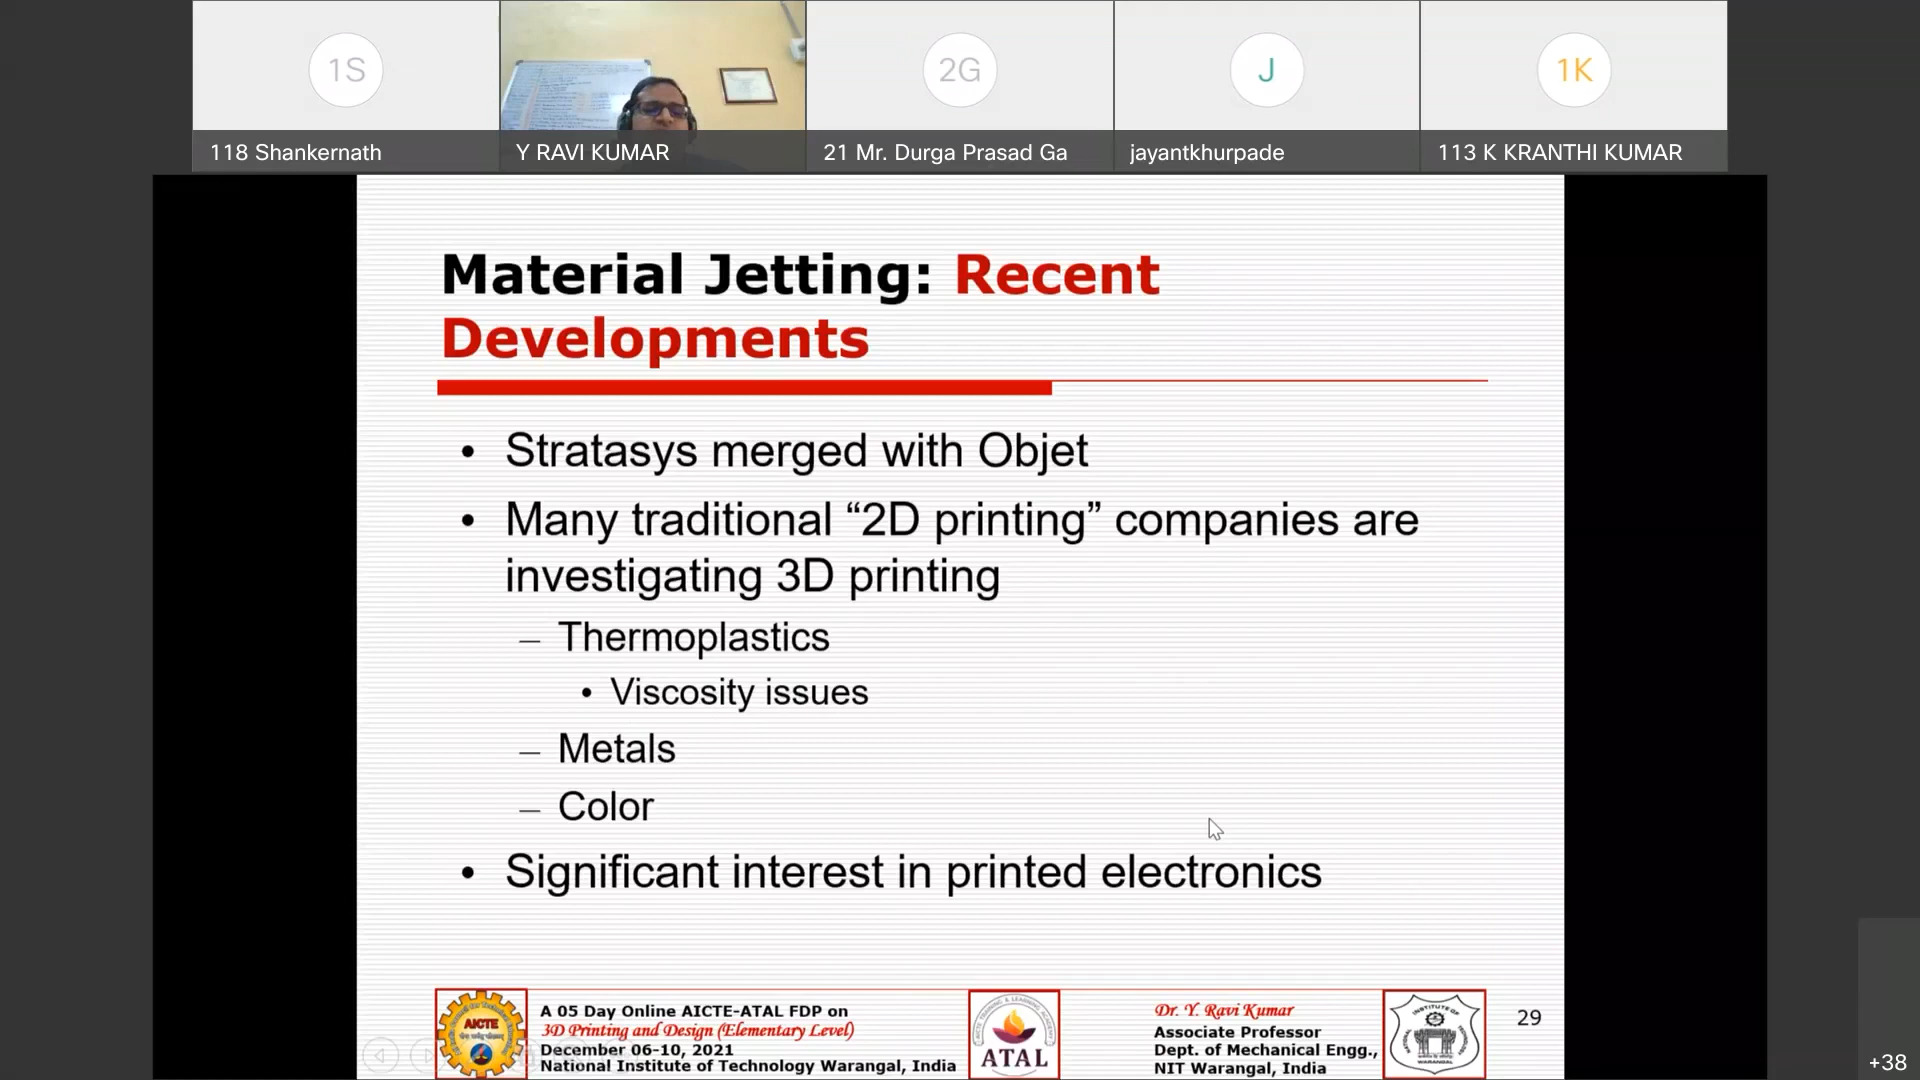 1S
2G
J
1K
118 Shankernath
Y RAVI KUMAR
21 Mr. Durga Prasad Ga
jayantkhurpade
113 K KRANTHI KUMAR
Material Jetting: Recent
Developments
• Stratasys merged with Objet
• Many traditional “2D printing” companies are
investigating 3D printing
– Thermoplastics
• Viscosity issues
– Metals
– Color
• Significant interest in printed electronics
AICTE
A 05 Day Online AICTE-ATAL FDP on
3D Printing and Design (Elementary Level)
December 06-10, 2021
National Institute of Technology Warangal, India
ATAL
Dr. Y. Ravi Kumar
Associate Professor
Dept. of Mechanical Engg.,
NIT Warangal, India
29
+38